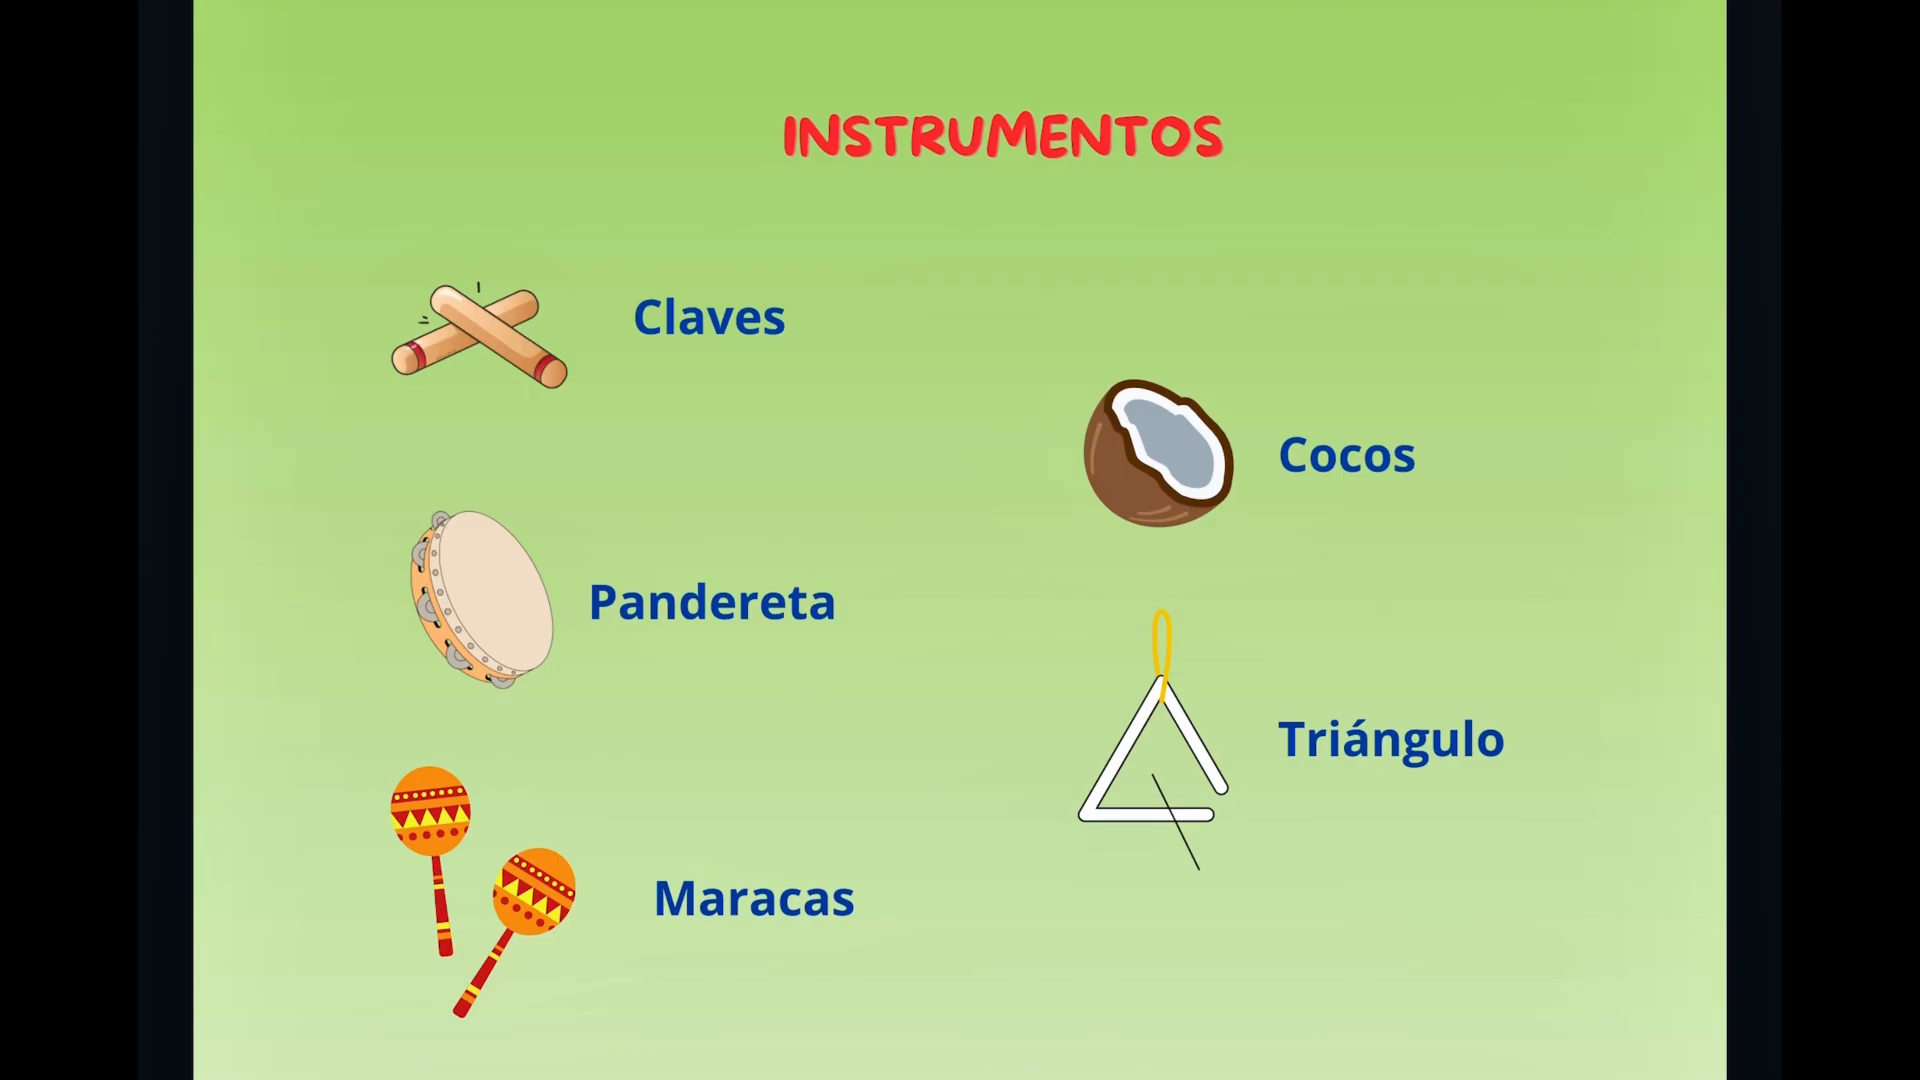 INSTRUMENTOS
Claves
Cocos
Pandereta
Triángulo
Maracas